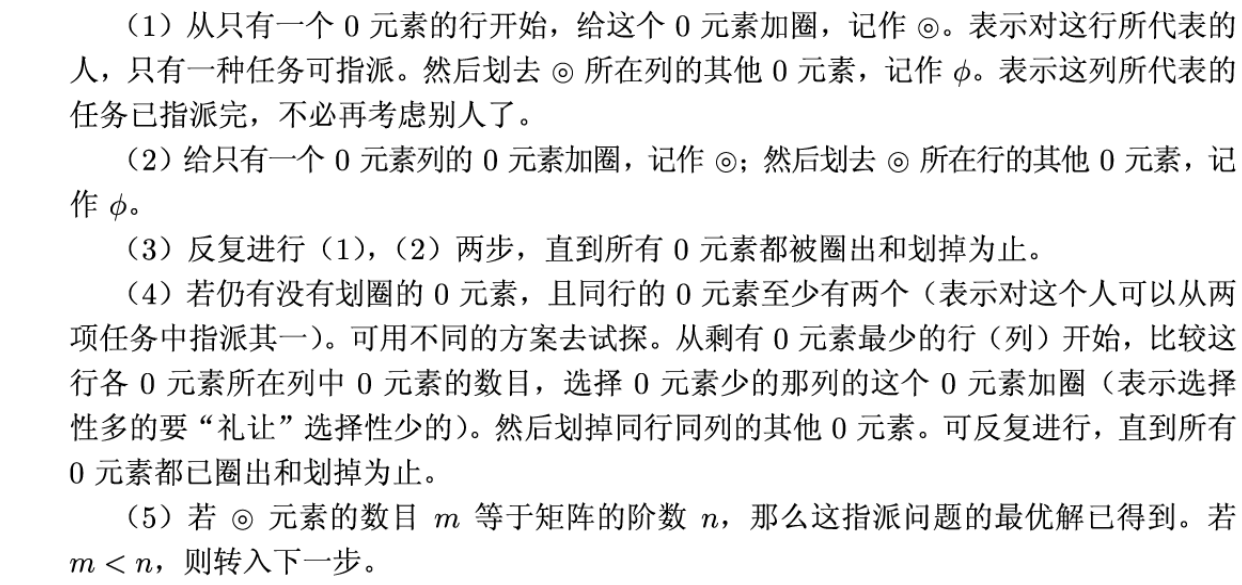 （1）从只有一个 0 元素的行开始，给这个 0 元素加圈，记作 ◎。表示对这行所代表的
人，只有一种任务可指派。然后划去 ◎ 所在列的其他 0 元素，记作 ϕ。表示这列所代表的
任务已指派完，不必再考虑别人了。
（2）给只有一个 0 元素列的 0 元素加圈，记作 ◎；然后划去 ◎ 所在行的其他 0 元素，记
作 ϕ。
（3）反复进行（1），（2）两步，直到所有 0 元素都被圈出和划掉为止。
（4）若仍有没有划圈的 0 元素，且同行的 0 元素至少有两个（表示对这个人可以从两
项任务中指派其一）。可用不同的方案去试探。从剩有 0 元素最少的行（列）开始，比较这
行各 0 元素所在列中 0 元素的数目，选择 0 元素少的那列的这个 0 元素加圈（表示选择
性多的要“礼让”选择性少的）。然后划掉同行同列的其他 0 元素。可反复进行，直到所有
0 元素都已圈出和划掉为止。
（5）若 ◎ 元素的数目 m 等于矩阵的阶数 n，那么这指派问题的最优解已得到。若
m < n，则转入下一步。